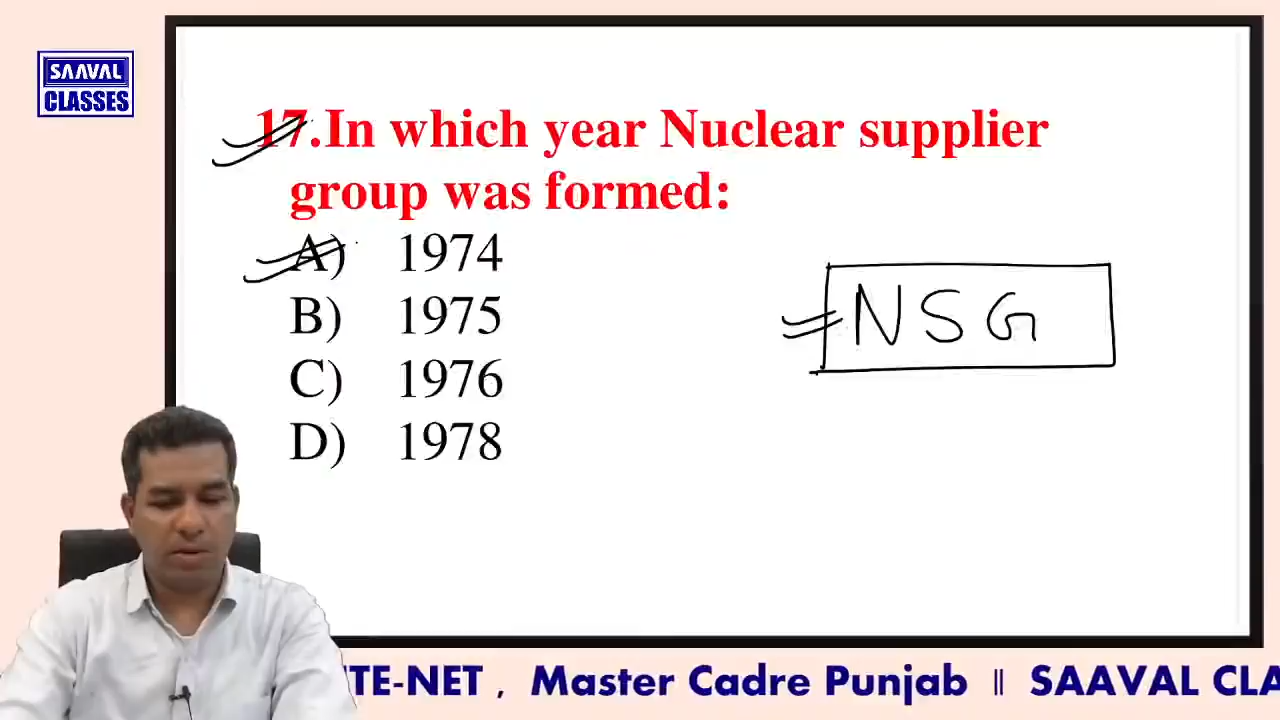 SAAVAL
CLASSES
17.In which year Nuclear supplier
group was formed:
A) 1974
B) 1975
C) 1976
D) 1978
NSG
TE-NET , Master Cadre Punjab || SAAVAL CLA